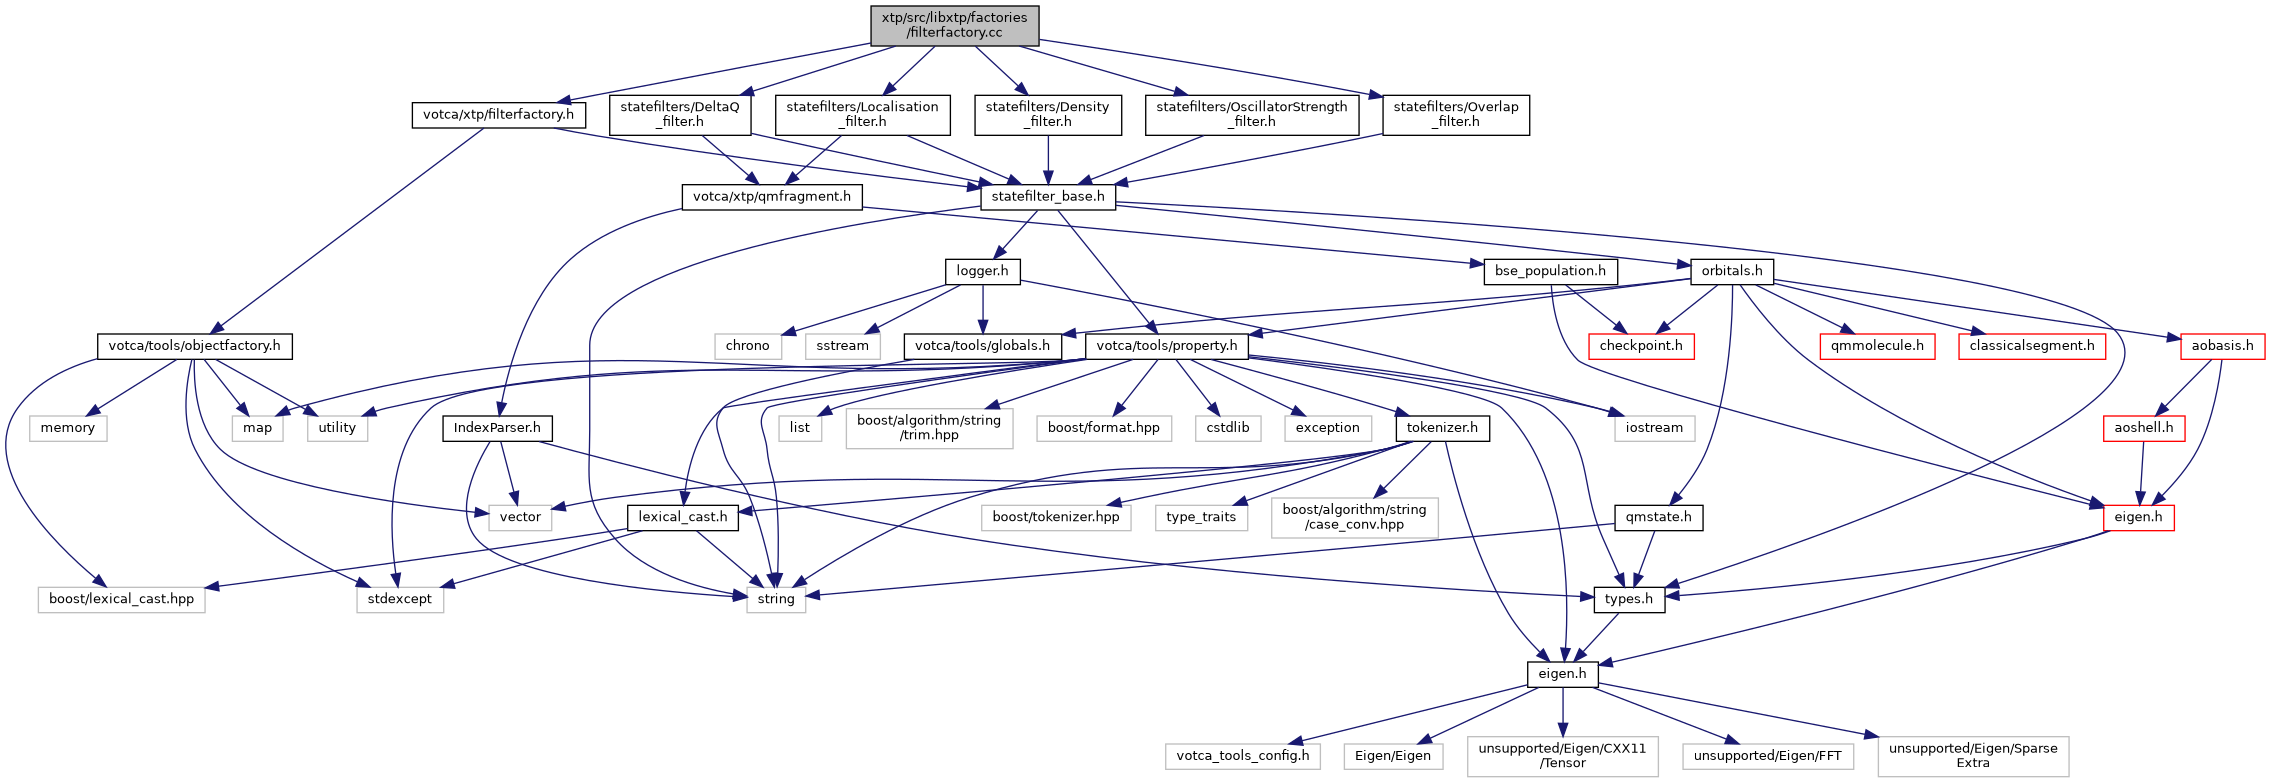 xtp/src/libxtp/factories
/filterfactory.cc
votca/xtp/filterfactory.h
statefilters/DeltaQ
_filter.h
statefilters/Localisation
_filter.h
statefilters/Density
_filter.h
statefilters/OscillatorStrength
_filter.h
statefilters/Overlap
_filter.h
votca/xtp/qmfragment.h
statefilter_base.h
logger.h
bse_population.h
orbitals.h
votca/tools/objectfactory.h
chrono
sstream
votca/tools/globals.h
votca/tools/property.h
checkpoint.h
qmmolecule.h
classicalsegment.h
aobasis.h
memory
map
utility
IndexParser.h
list
boost/algorithm/string
/trim.hpp
boost/format.hpp
cstdlib
exception
tokenizer.h
iostream
aoshell.h
vector
lexical_cast.h
boost/tokenizer.hpp
type_traits
boost/algorithm/string
/case_conv.hpp
qmstate.h
eigen.h
boost/lexical_cast.hpp
stdexcept
string
types.h
eigen.h
votca_tools_config.h
Eigen/Eigen
unsupported/Eigen/CXX11
/Tensor
unsupported/Eigen/FFT
unsupported/Eigen/Sparse
Extra